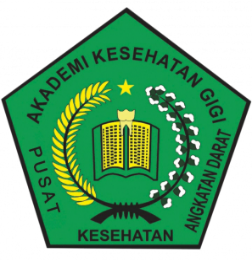 AKADEMI KESEHATAN GIGI
PUSAT
KESEHATAN
ANGKATAN DARAT